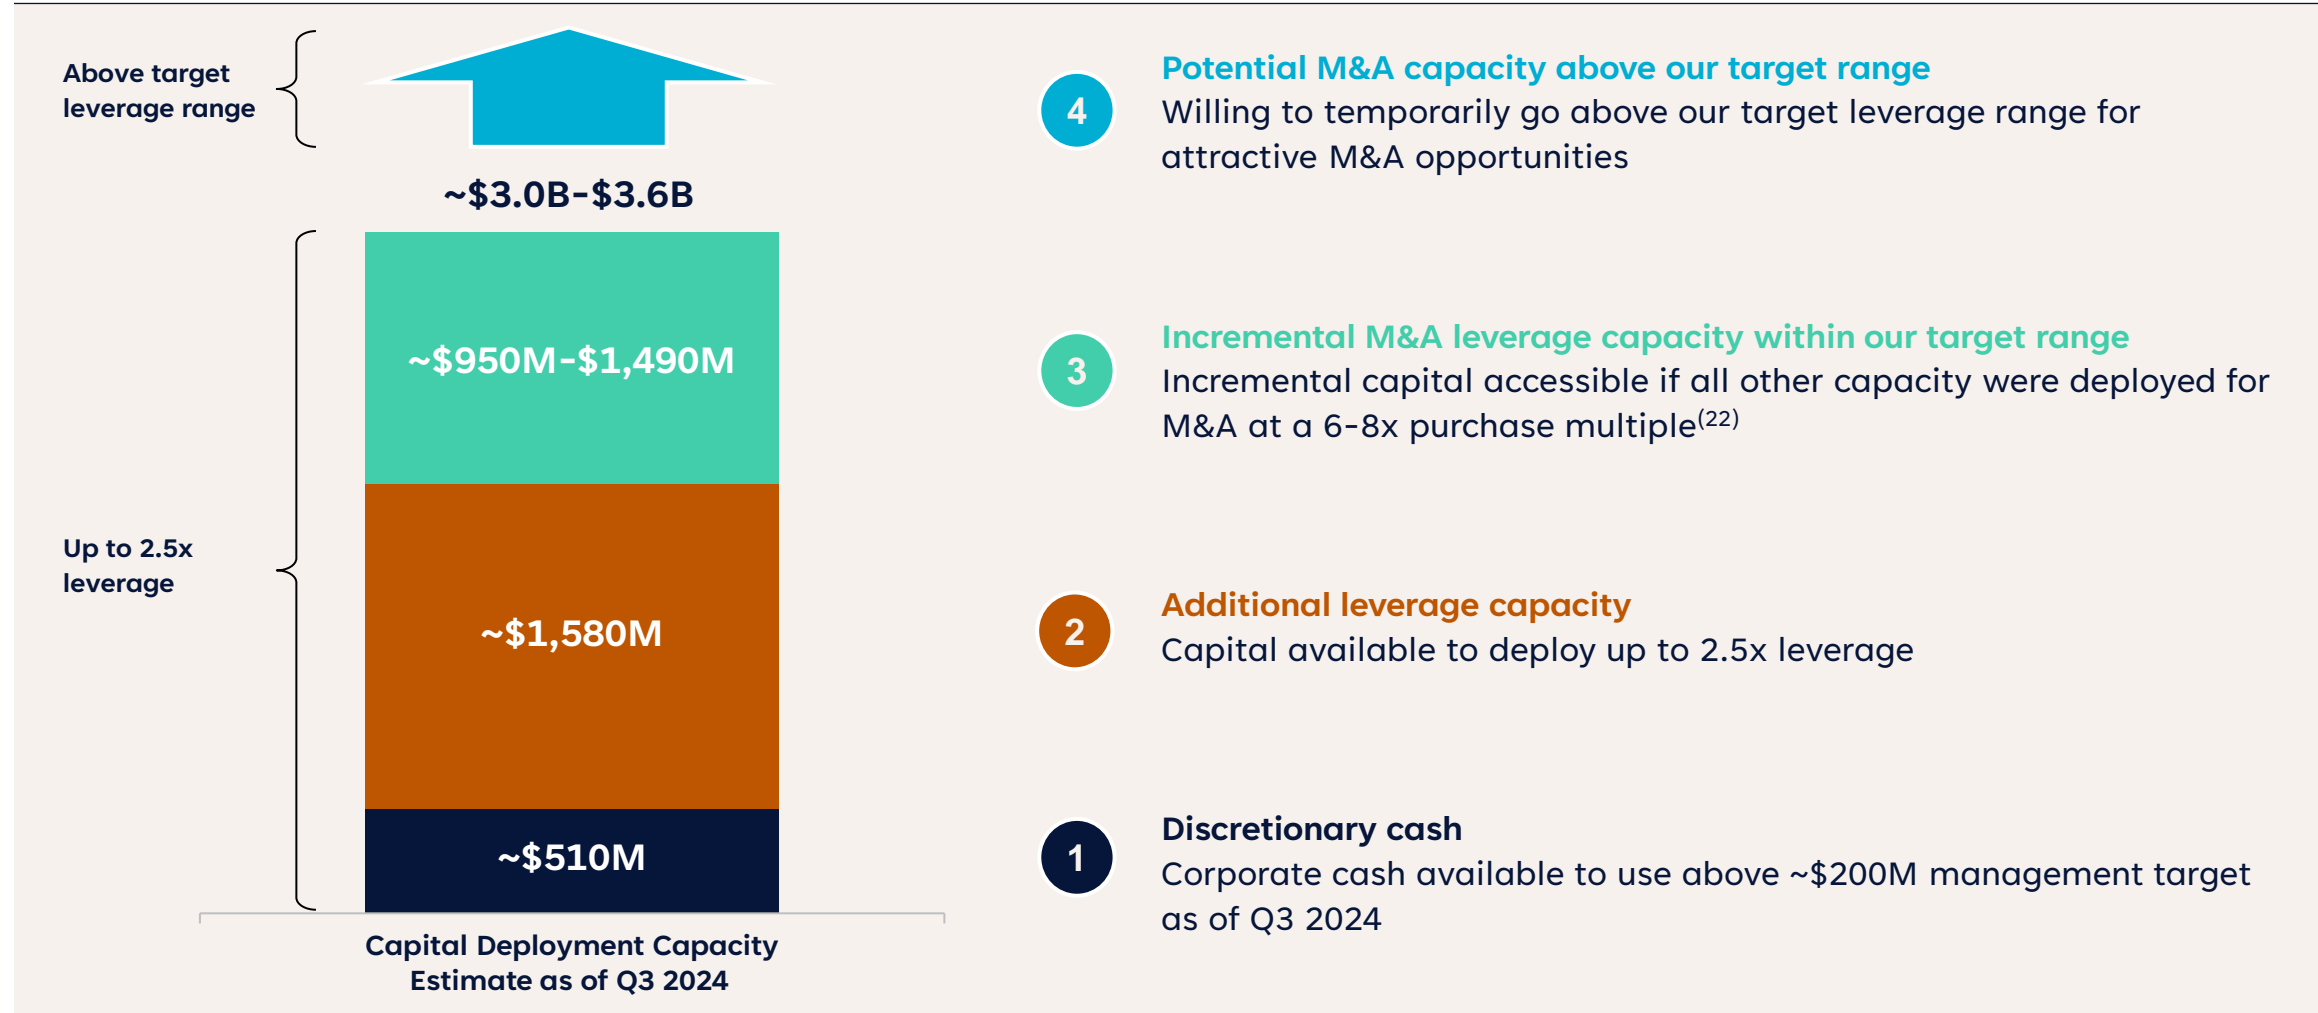 Above target
leverage range
~$3.0B–$3.6B
~$950M–$1,490M
Up to 2.5x
leverage
~$1,580M
~$510M
Capital Deployment Capacity
Estimate as of Q3 2024
4
Potential M&A capacity above our target range
Willing to temporarily go above our target leverage range for
attractive M&A opportunities
3
Incremental M&A leverage capacity within our target range
Incremental capital accessible if all other capacity were deployed for
M&A at a 6–8x purchase multiple(22)
2
Additional leverage capacity
Capital available to deploy up to 2.5x leverage
1
Discretionary cash
Corporate cash available to use above ~$200M management target
as of Q3 2024